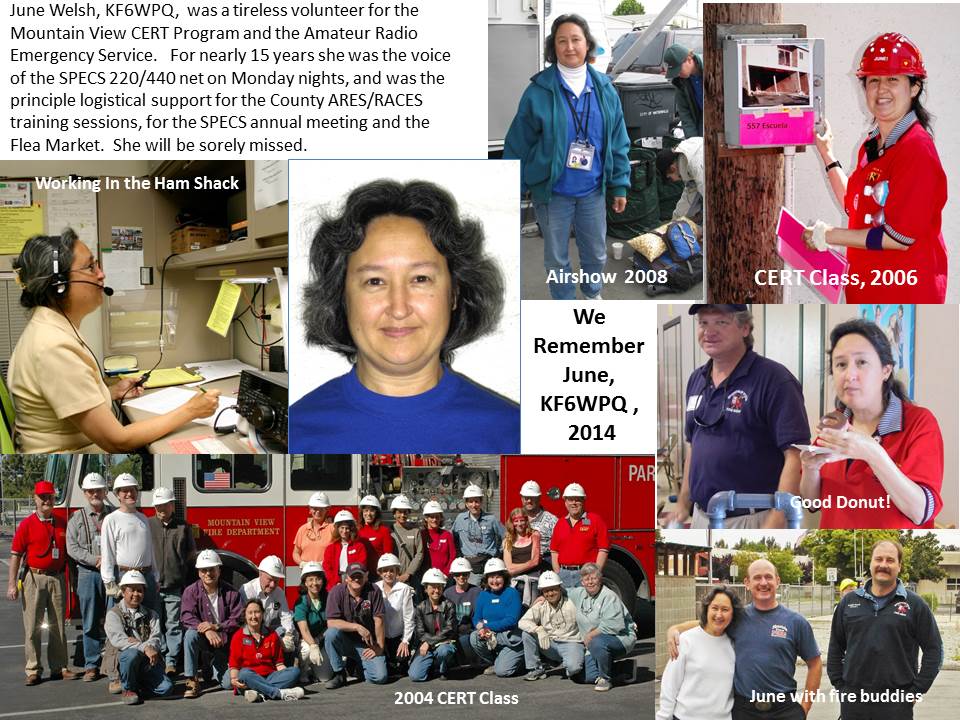 June Welsh, KF6WPQ,  was a tireless volunteer for the
Mountain View CERT Program and the Amateur Radio
Emergency Service.   For nearly 15 years she was the voice
of the SPECS 220/440 net on Monday nights, and was the
principle logistical support for the County ARES/RACES
training sessions, for the SPECS annual meeting and the
Flea Market.  She will be sorely missed.
Working In the Ham Shack
Airshow 2008
JUNE!
557 Escuela
CERT Class, 2006
We
Remember
June,
KF6WPQ ,
2014
Good Donut!
MOUNTAIN VIEW
FIRE DEPARTMENT
PAR
2004 CERT Class
June with fire buddies